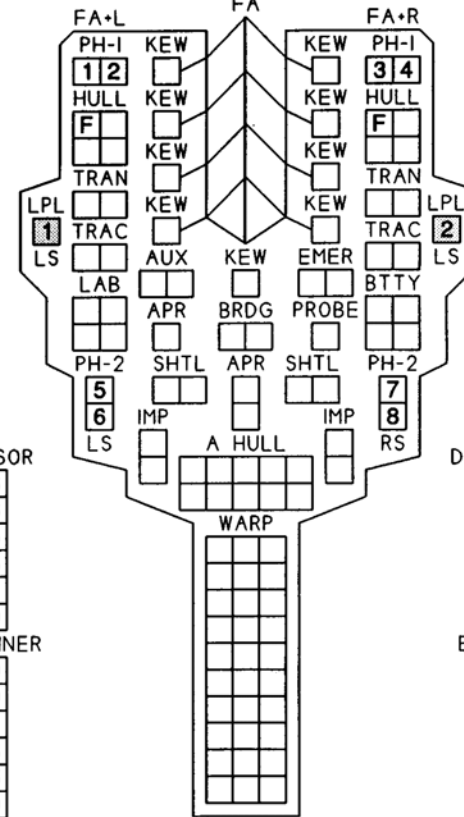 FA
FA+L FA+R
PH-1 KEW KEW PH-1
1 2 3 4
HULL KEW KEW HULL
F F
KEW KEW
TRAN TRAN
LPL KEW KEW LPL
1 TRAC TRAC 2
LS AUX KEW EMER LS
LAB BTTY
APR BRDG PROBE
PH-2 SHTL APR SHTL PH-2
5 7
6 IMP IMP 8
LS A HULL RS
SOR D
WARP
NER E